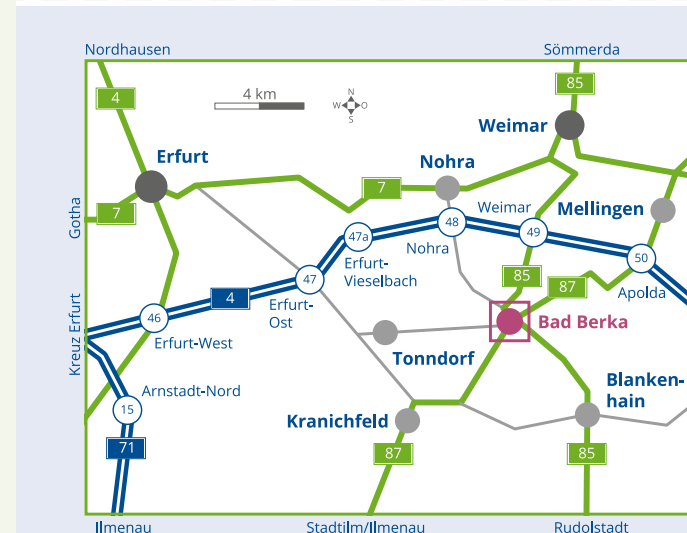 Nordhausen
Sömmerda
4
4 km
N
W
O
S
85
Weimar
Erfurt
Nohra
7
7
Gotha
Mellingen
Weimar
48
49
47a
Nohra
50
Erfurt-
Vieselbach
85
87
Apolda
47
4
Erfurt-
Ost
46
Erfurt-West
Kreuz Erfurt
Bad Berka
Tonndorf
Arnstadt-Nord
15
Blanken-
hain
Kranichfeld
71
87
85
Ilmenau
Stadtilm/Ilmenau
Rudolstadt